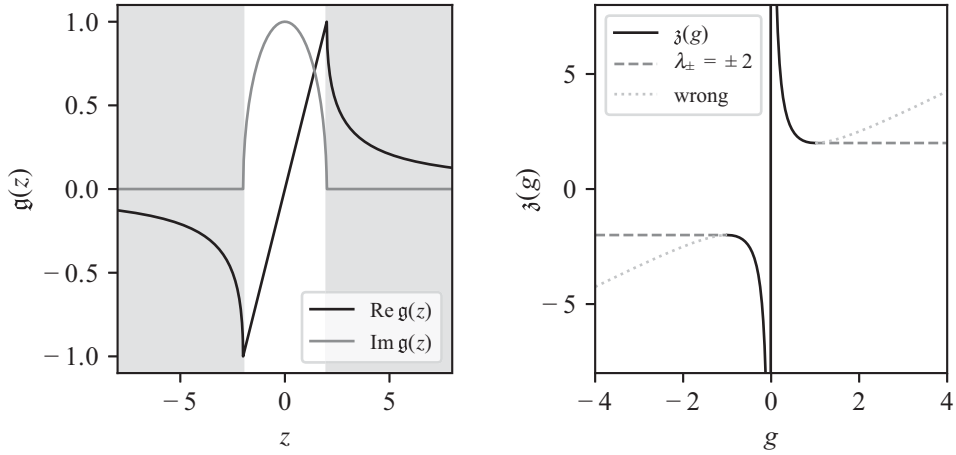 1.0
0.5
0.0
−0.5
−1.0
𝔤(z)
−5
0
5
z
Re 𝔤(z)
Im 𝔤(z)
5
0
−5
𝔷(g)
−4
−2
0
2
4
g
𝔷(g)
λ± = ± 2
wrong